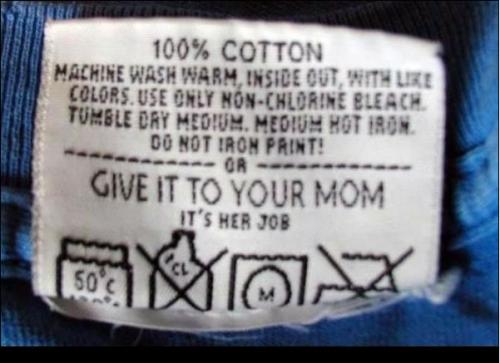 100% COTTON
MACHINE WASH WARM, INSIDE OUT, WITH LIKE
COLORS. USE ONLY NON-CHLORINE BLEACH.
TUMBLE DRY MEDIUM. MEDIUM HOT IRON.
DO NOT IRON PRINT!
OR
GIVE IT TO YOUR MOM
IT'S HER JOB
50°C CL M